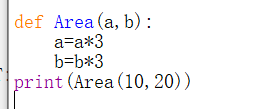 def Area(a,b):
    a=a*3
    b=b*3
print(Area(10,20))